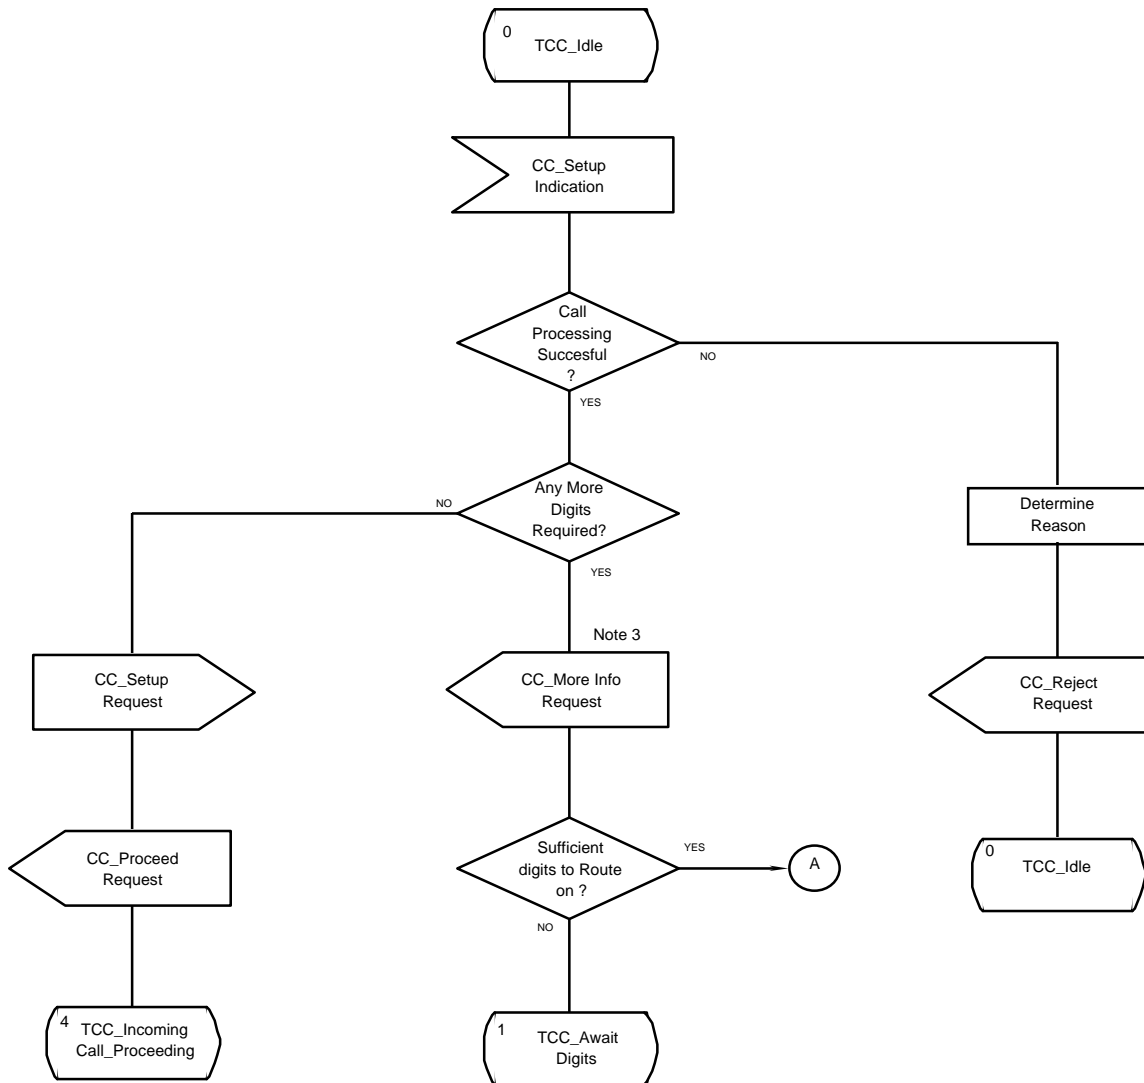 0
TCC_Idle
CC_Setup
Indication
Call
Processing
Succesful
?
NO
YES
Any More
Digits
Required?
NO
YES
Determine
Reason
Note 3
CC_Setup
Request
CC_More Info
Request
CC_Reject
Request
CC_Proceed
Request
Sufficient
digits to Route
on ?
YES
A
NO
0
TCC_Idle
4
TCC_Incoming
Call_Proceeding
1
TCC_Await
Digits